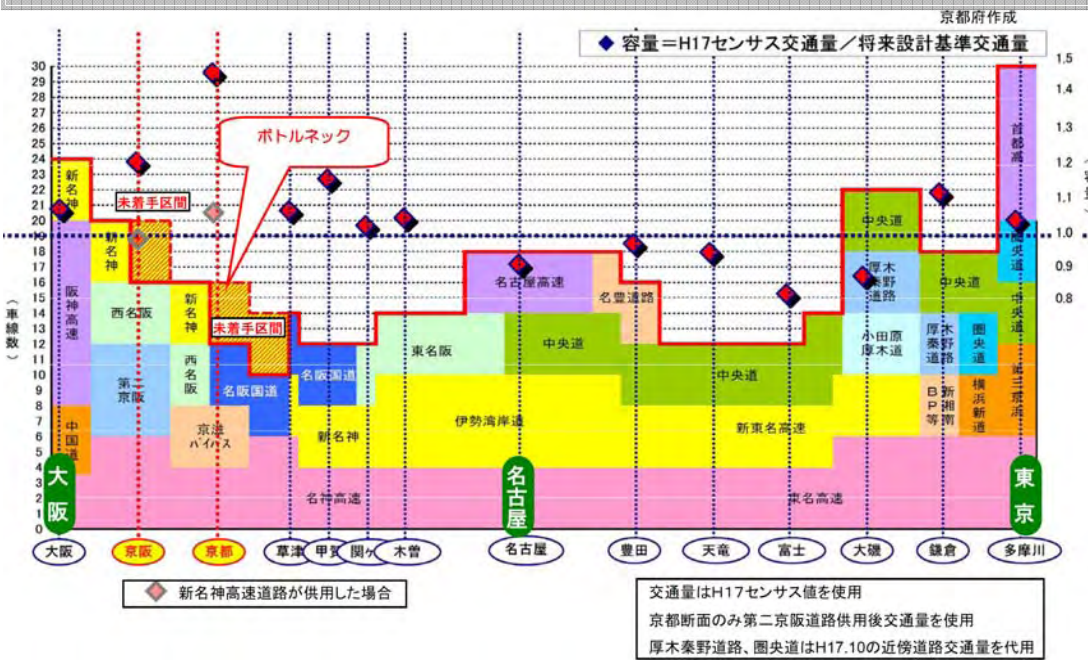 京都府作成
◆ 容量=H17センサス交通量/将来設計基準交通量
30
29
28
27
26
25
24
23
22
21
20
19
18
17
16
15
14
13
12
11
10
9
8
7
6
5
4
3
2
1
0
(車線数)
1.5
1.4
1.3
1.2
1.1
1.0
0.9
0.8
ボトルネック
未着手区間
未着手区間
新名神
阪神高速
中国道
新名神
西名阪
第二京阪
新名神
西名阪
京滋バイパス
名阪国道
名阪国道
新名神
東名阪
名古屋高速
中央道
名豊道路
伊勢湾岸道
中央道
新東名高速
中央道
厚木秦野道路
小田原厚木道
中央道
厚木秦野道路
圏央道
新湘南BP等
横浜新道
首都高
圏央道
中央道
第三京浜
名神高速
東名高速
大阪
名古屋
東京
大阪
京阪
京都
草津
甲賀
関ヶ
木曽
名古屋
豊田
天竜
富士
大磯
鎌倉
多摩川
新名神高速道路が供用した場合
交通量はH17センサス値を使用
京都断面のみ第二京阪道路供用後交通量を使用
厚木秦野道路、圏央道はH17.10の近傍道路交通量を代用